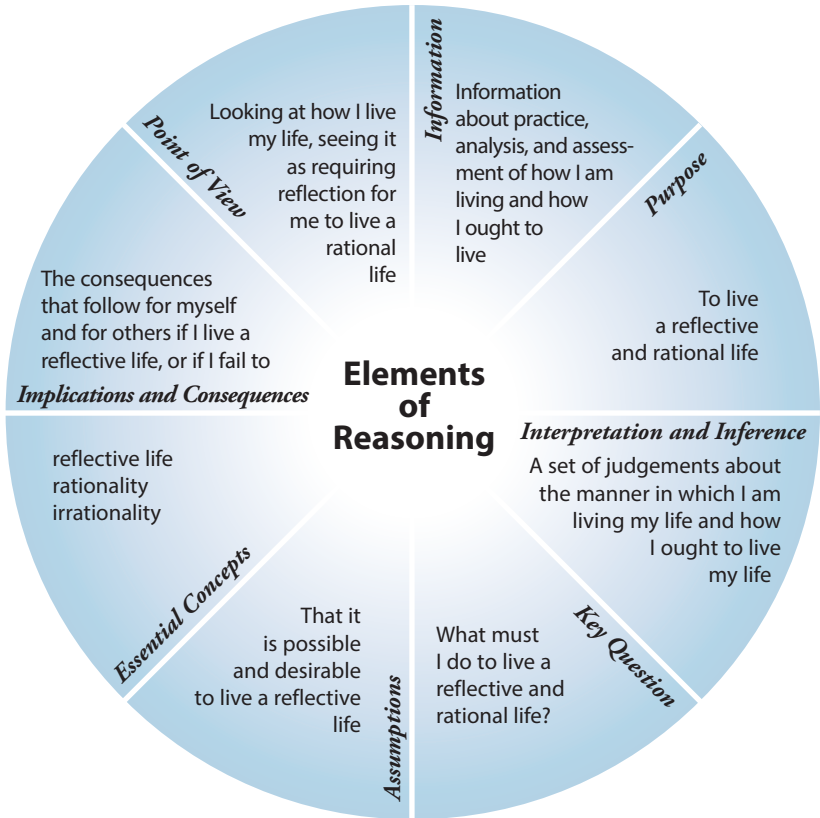 Information
Information
about practice,
analysis, and assess-
ment of how I am
living and how
I ought to
live
Purpose
To live
a reflective
and rational life
Interpretation and Inference
A set of judgements about
the manner in which I am
living my life and how
I ought to live
my life
Key Question
What must
I do to live a
reflective and
rational life?
Assumptions
That it
is possible
and desirable
to live a reflective
life
Essential Concepts
reflective life
rationality
irrationality
Implications and Consequences
The consequences
that follow for myself
and for others if I live a
reflective life, or if I fail to
Point of View
Looking at how I live
my life, seeing it
as requiring
reflection for
me to live a
rational
life
Elements
of
Reasoning